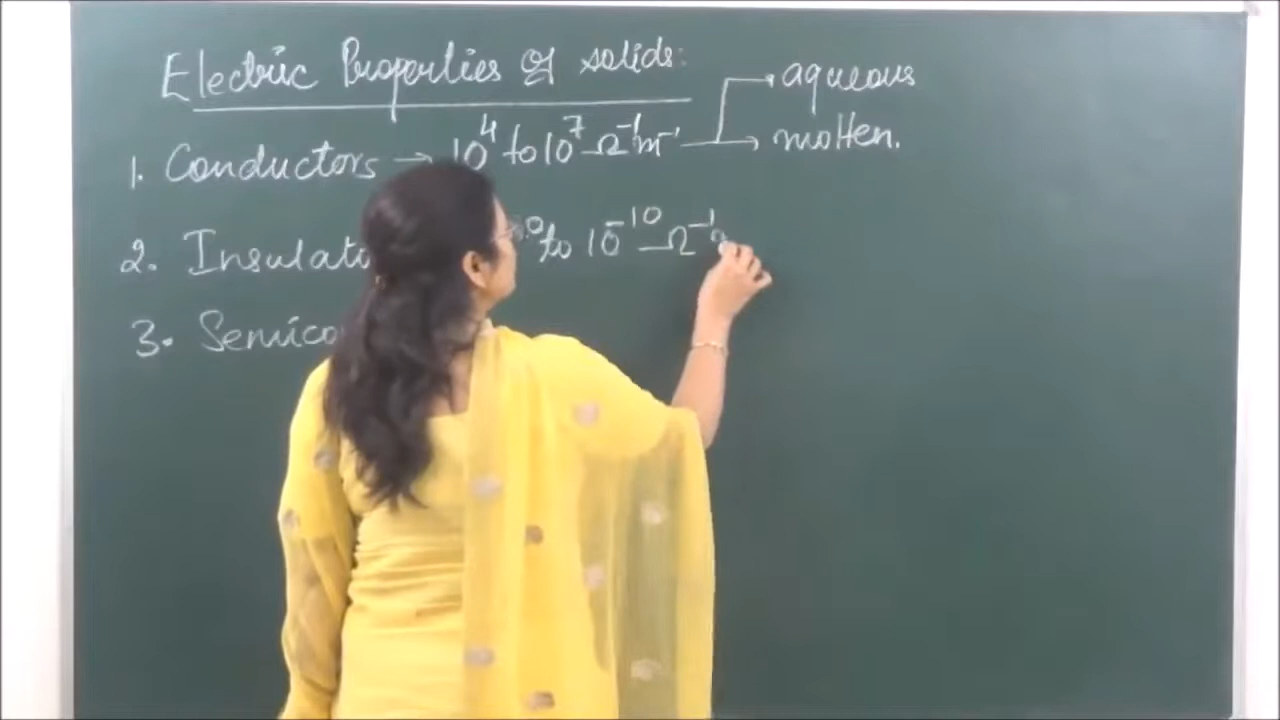 Electric Properties of solids:
aqueous
1. Conductors → 10⁴ to 10⁷ Ω⁻¹m⁻¹ → molten.
2. Insulato to 10⁻¹⁰ Ω⁻¹
3. Semico